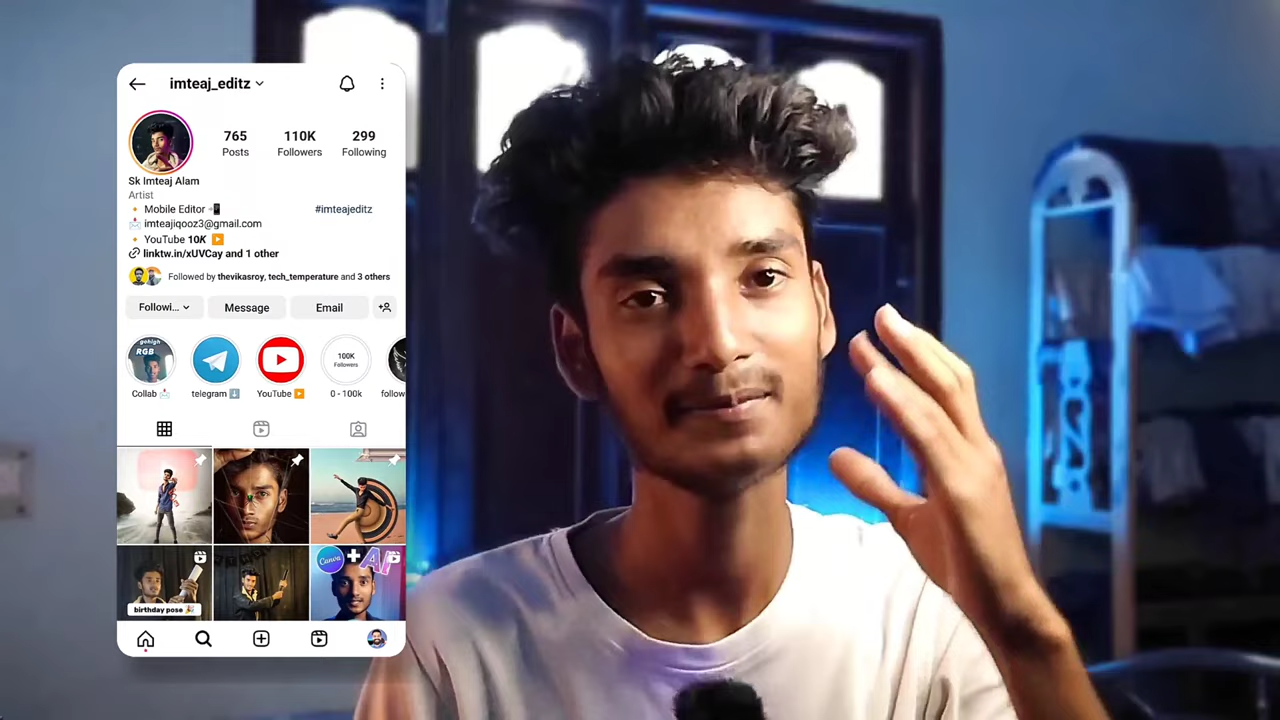 imteaj_editz
765 110K 299
Posts Followers Following
Sk Imteaj Alam
Artist
Mobile Editor #imteajeditz
imteajiqooz3@gmail.com
YouTube 10K
linktw.in/xUVCay and 1 other
Followed by thevikasroy, tech_temperature and 3 others
Followi... Message Email
gohigh
RGB
100K
Followers
Collab telegram YouTube 0 - 100k follow
Canva + AI
birthday pose